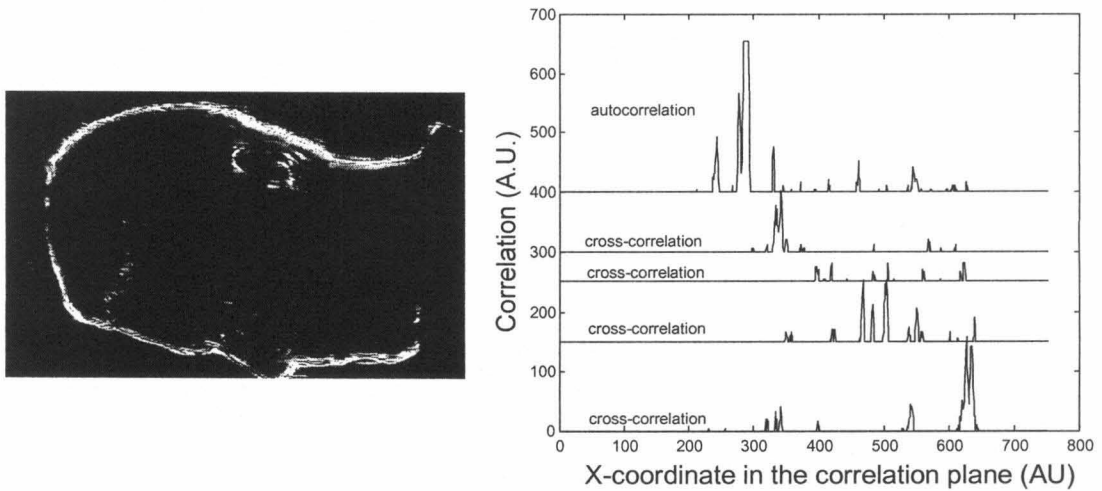 700
600
500
400
300
200
100
0
Correlation (A.U.)
autocorrelation
cross-correlation
cross-correlation
cross-correlation
cross-correlation
0 100 200 300 400 500 600 700 800
X-coordinate in the correlation plane (AU)